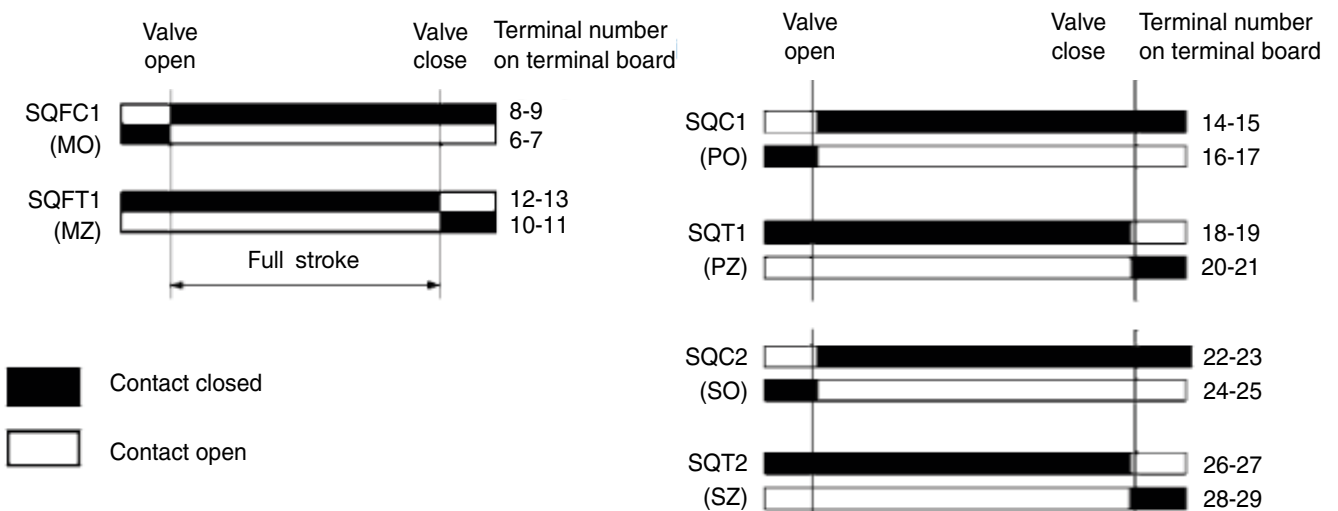 Valve open
Valve close
Terminal number on terminal board
SQFC1
(MO)
8-9
6-7
SQFT1
(MZ)
12-13
10-11
Full stroke
Contact closed
Contact open
Valve open
Valve close
Terminal number on terminal board
SQC1
(PO)
14-15
16-17
SQT1
(PZ)
18-19
20-21
SQC2
(SO)
22-23
24-25
SQT2
(SZ)
26-27
28-29